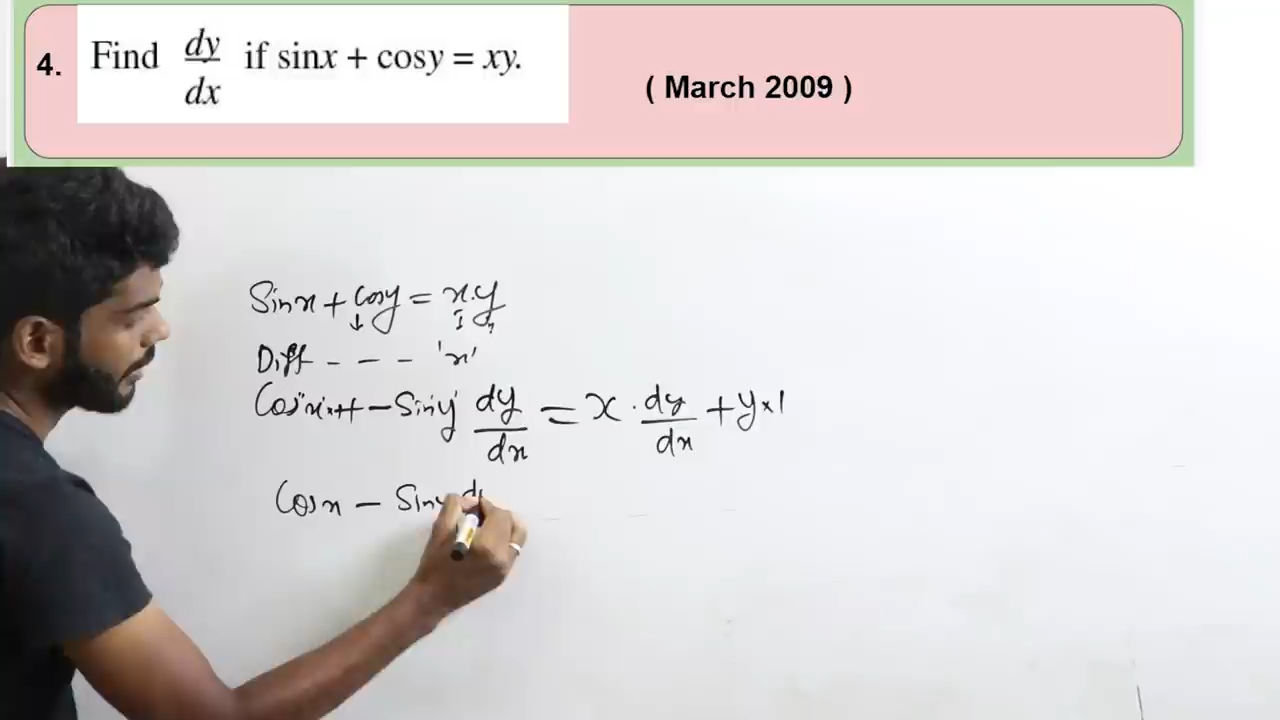 4. Find dy/dx if sinx + cosy = xy.
( March 2009 )
Sinx + Cosy = x.y
Diff - - - 'x'
Cosx×1 - Siny dy/dx = x · dy/dx + y×1
Cosx - Siny